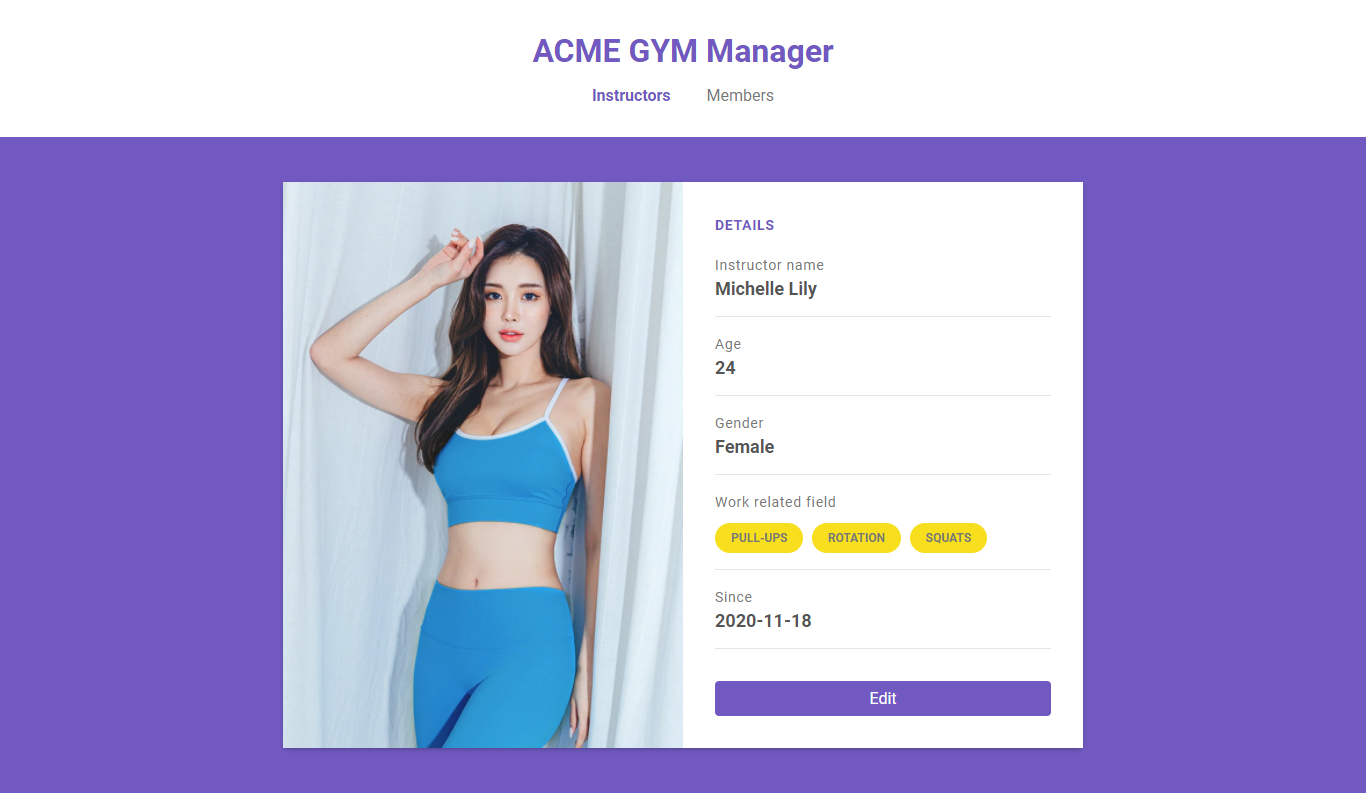 ACME GYM Manager
Instructors Members
DETAILS
Instructor name
Michelle Lily
Age
24
Gender
Female
Work related field
PULL-UPS ROTATION SQUATS
Since
2020-11-18
Edit